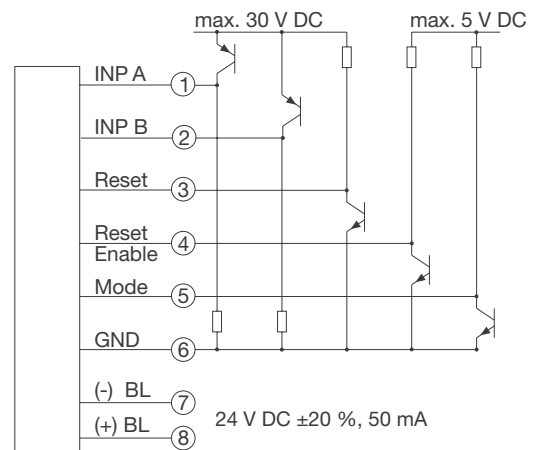 max. 30 V DC
max. 5 V DC
INP A
1
INP B
2
Reset
3
Reset
Enable
4
Mode
5
GND
6
(-) BL
7
24 V DC ±20 %, 50 mA
(+) BL
8